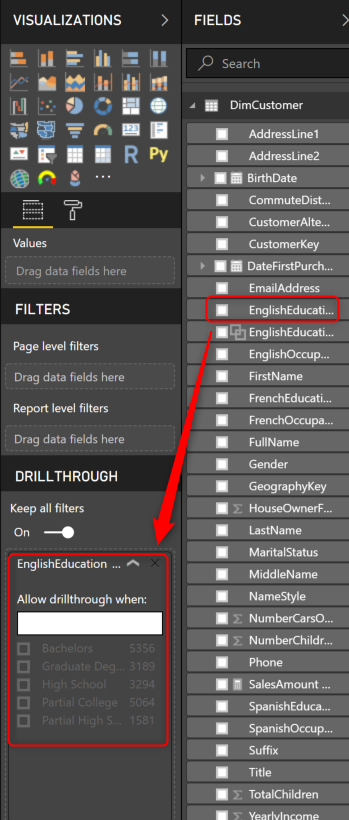 VISUALIZATIONS
123
R
Py
...
Values
Drag data fields here
FILTERS
Page level filters
Drag data fields here
Report level filters
Drag data fields here
DRILLTHROUGH
Keep all filters
On
EnglishEducation ...
Allow drillthrough when:
Bachelors 5356
Graduate Deg... 3189
High School 3294
Partial College 5064
Partial High S... 1581
FIELDS
Search
DimCustomer
AddressLine1
AddressLine2
BirthDate
CommuteDist...
CustomerAlte...
CustomerKey
DateFirstPurch...
EmailAddress
EnglishEducati...
EnglishEducati...
EnglishOccup...
FirstName
FrenchEducati...
FrenchOccupa...
FullName
Gender
GeographyKey
Σ HouseOwnerF...
LastName
MaritalStatus
MiddleName
NameStyle
Σ NumberCarsO...
Σ NumberChildr...
Phone
SalesAmount ...
SpanishEduca...
SpanishOccup...
Suffix
Title
Σ TotalChildren
Σ YearlyIncome